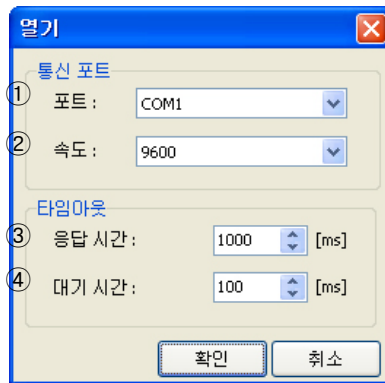 열기
통신 포트
① 포트 : COM1
② 속도 : 9600
타임아웃
③ 응답 시간 : 1000 [ms]
④ 대기 시간 : 100 [ms]
확인 취소